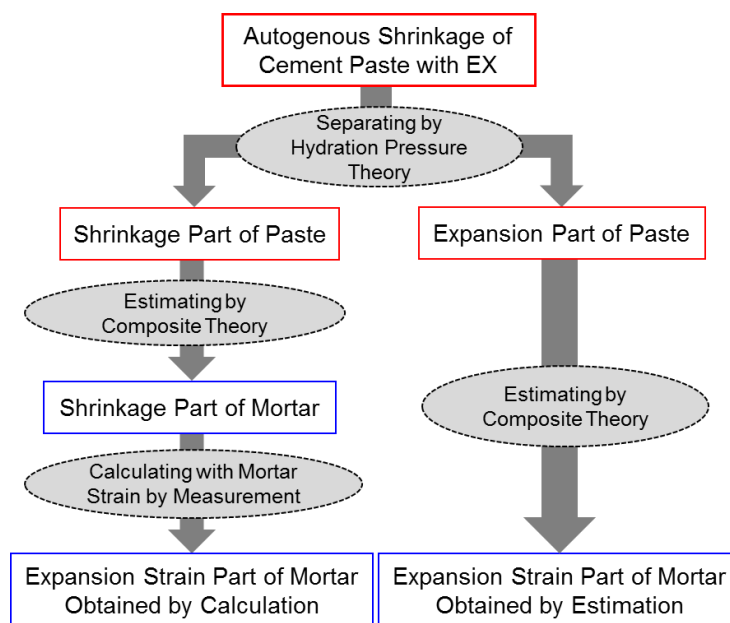 Autogenous Shrinkage of
Cement Paste with EX
Separating by
Hydration Pressure
Theory
Shrinkage Part of Paste
Expansion Part of Paste
Estimating by
Composite Theory
Shrinkage Part of Mortar
Estimating by
Composite Theory
Calculating with Mortar
Strain by Measurement
Expansion Strain Part of Mortar
Obtained by Calculation
Expansion Strain Part of Mortar
Obtained by Estimation